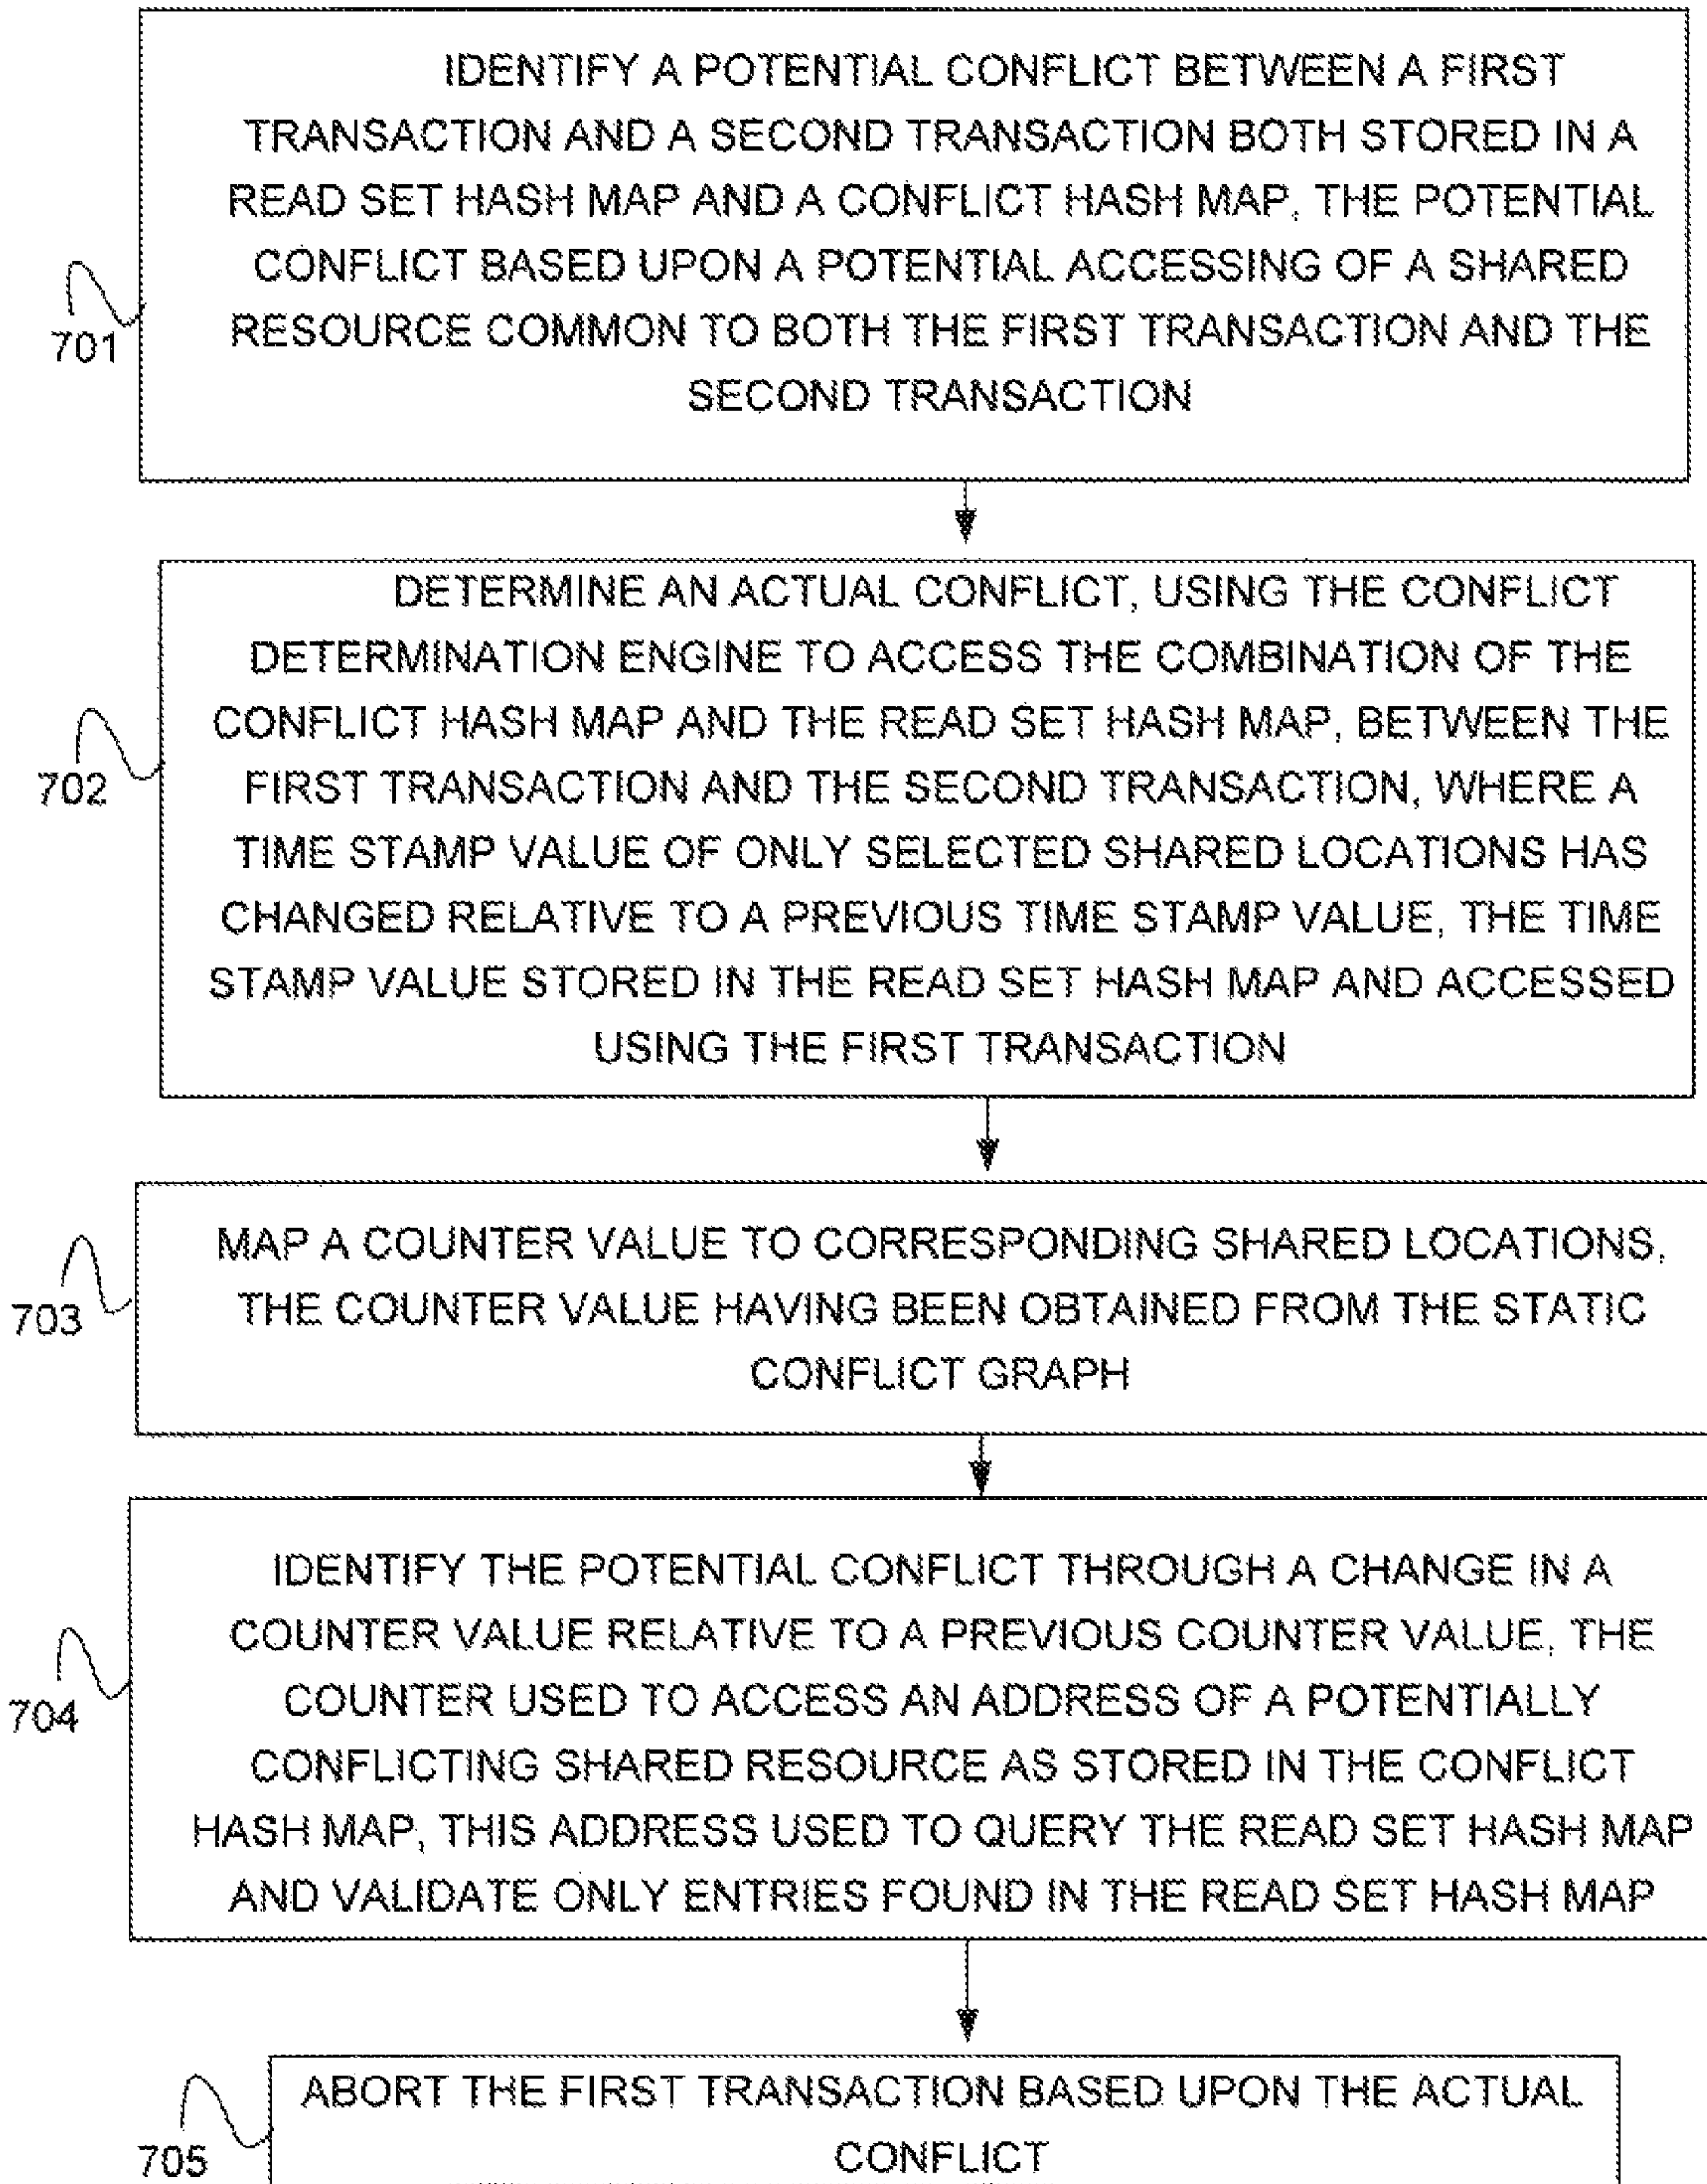 IDENTIFY A POTENTIAL CONFLICT BETWEEN A FIRST
TRANSACTION AND A SECOND TRANSACTION BOTH STORED IN A
READ SET HASH MAP AND A CONFLICT HASH MAP, THE POTENTIAL
CONFLICT BASED UPON A POTENTIAL ACCESSING OF A SHARED
RESOURCE COMMON TO BOTH THE FIRST TRANSACTION AND THE
SECOND TRANSACTION
701
DETERMINE AN ACTUAL CONFLICT, USING THE CONFLICT
DETERMINATION ENGINE TO ACCESS THE COMBINATION OF THE
CONFLICT HASH MAP AND THE READ SET HASH MAP, BETWEEN THE
FIRST TRANSACTION AND THE SECOND TRANSACTION, WHERE A
TIME STAMP VALUE OF ONLY SELECTED SHARED LOCATIONS HAS
CHANGED RELATIVE TO A PREVIOUS TIME STAMP VALUE, THE TIME
STAMP VALUE STORED IN THE READ SET HASH MAP AND ACCESSED
USING THE FIRST TRANSACTION
702
MAP A COUNTER VALUE TO CORRESPONDING SHARED LOCATIONS,
THE COUNTER VALUE HAVING BEEN OBTAINED FROM THE STATIC
CONFLICT GRAPH
703
IDENTIFY THE POTENTIAL CONFLICT THROUGH A CHANGE IN A
COUNTER VALUE RELATIVE TO A PREVIOUS COUNTER VALUE, THE
COUNTER USED TO ACCESS AN ADDRESS OF A POTENTIALLY
CONFLICTING SHARED RESOURCE AS STORED IN THE CONFLICT
HASH MAP, THIS ADDRESS USED TO QUERY THE READ SET HASH MAP
AND VALIDATE ONLY ENTRIES FOUND IN THE READ SET HASH MAP
704
ABORT THE FIRST TRANSACTION BASED UPON THE ACTUAL
CONFLICT
705